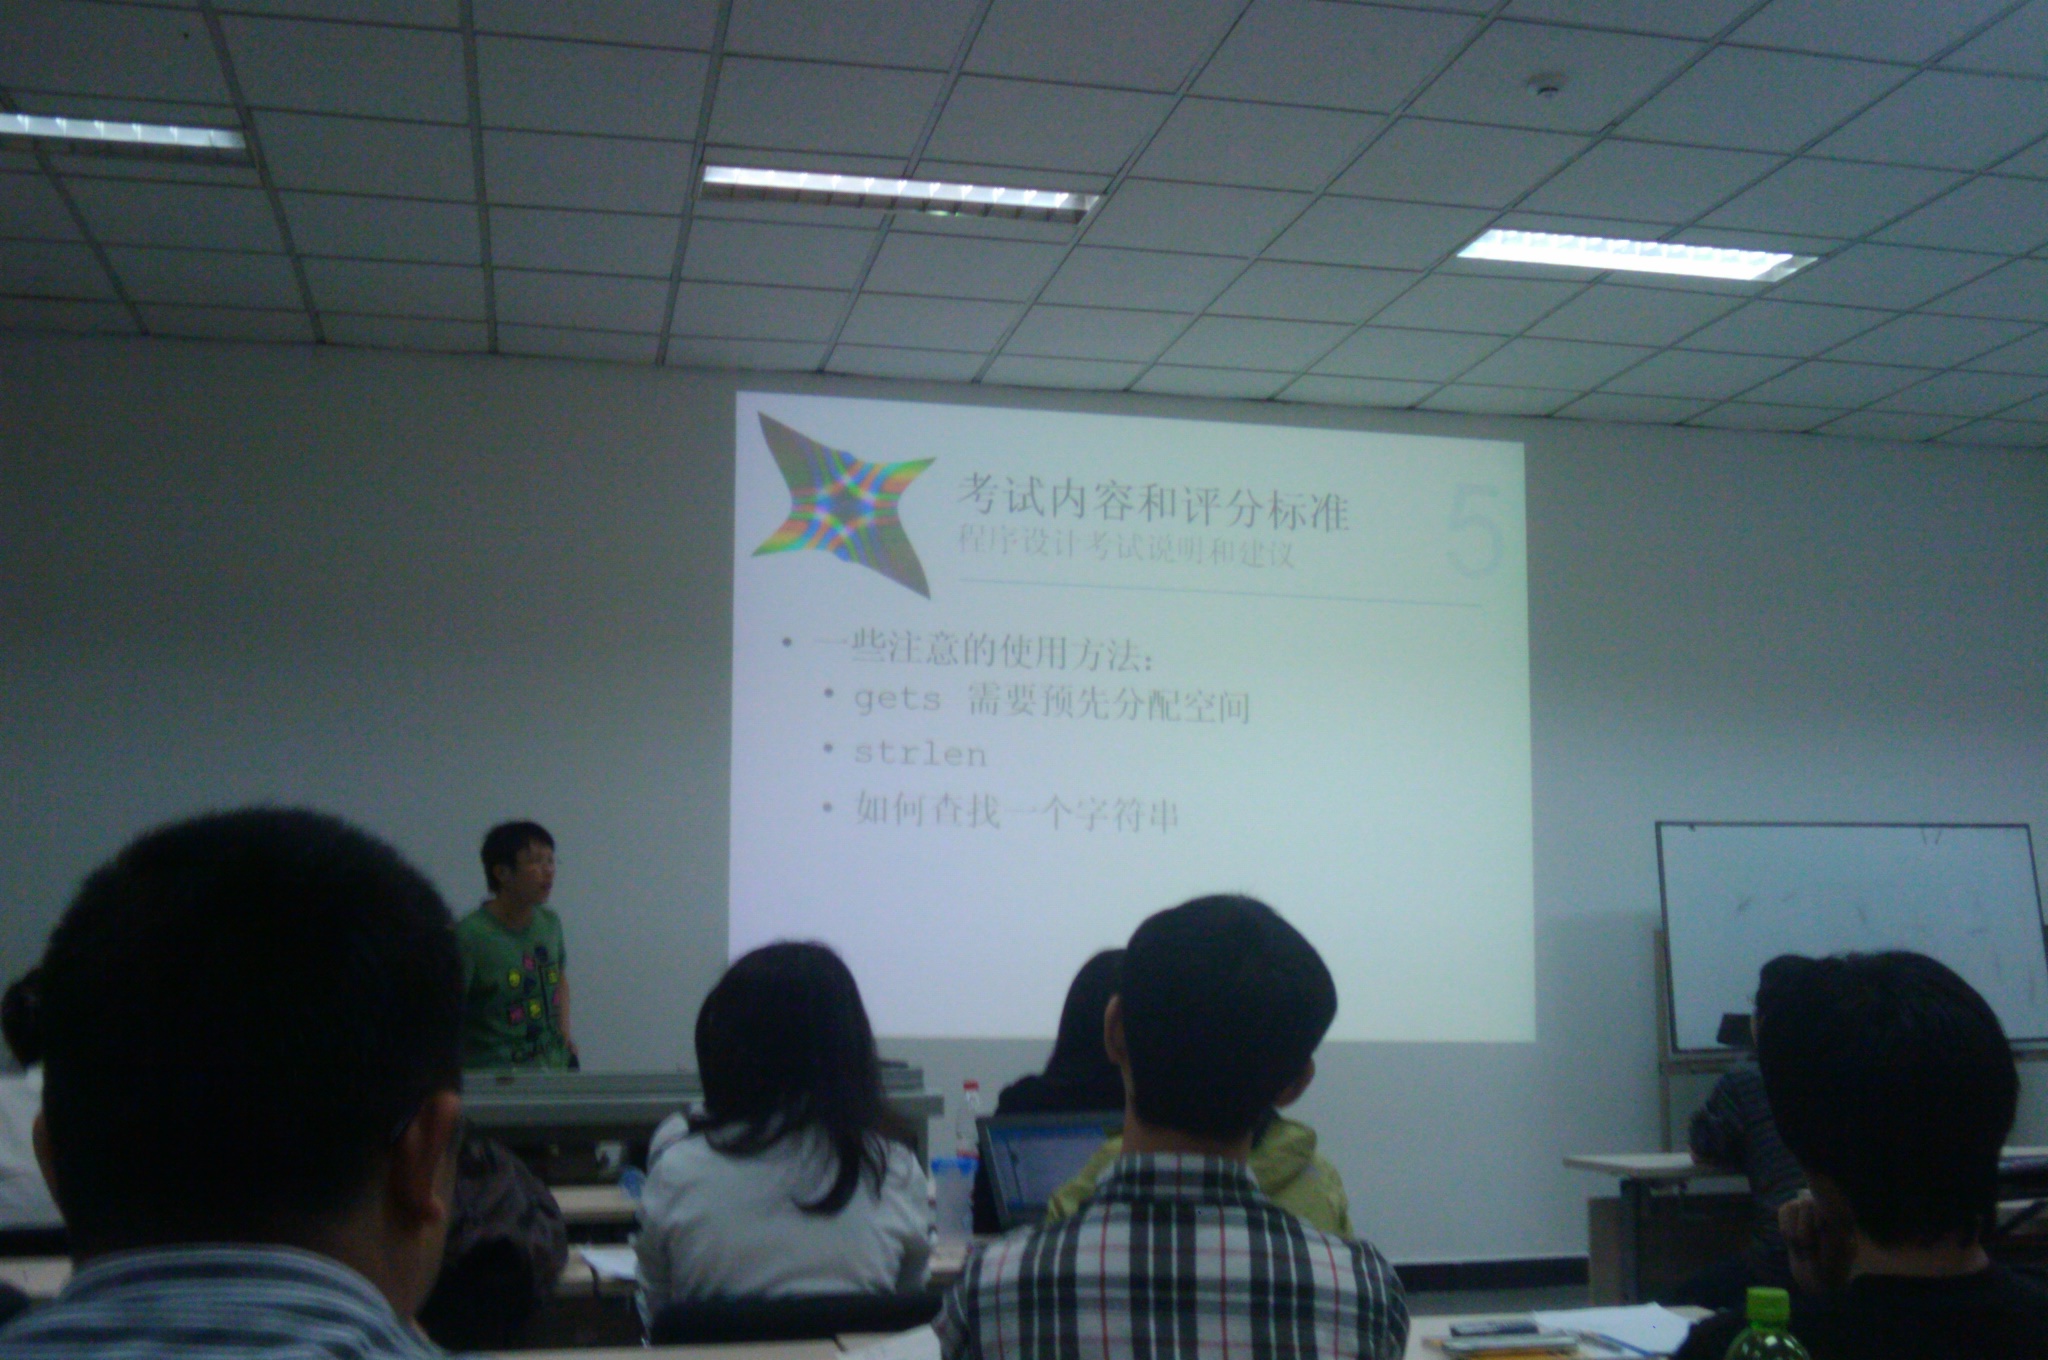 考试内容和评分标准
程序设计考试说明和建议
5
• 一些注意的使用方法:
• gets 需要预先分配空间
• strlen
• 如何查找一个字符串